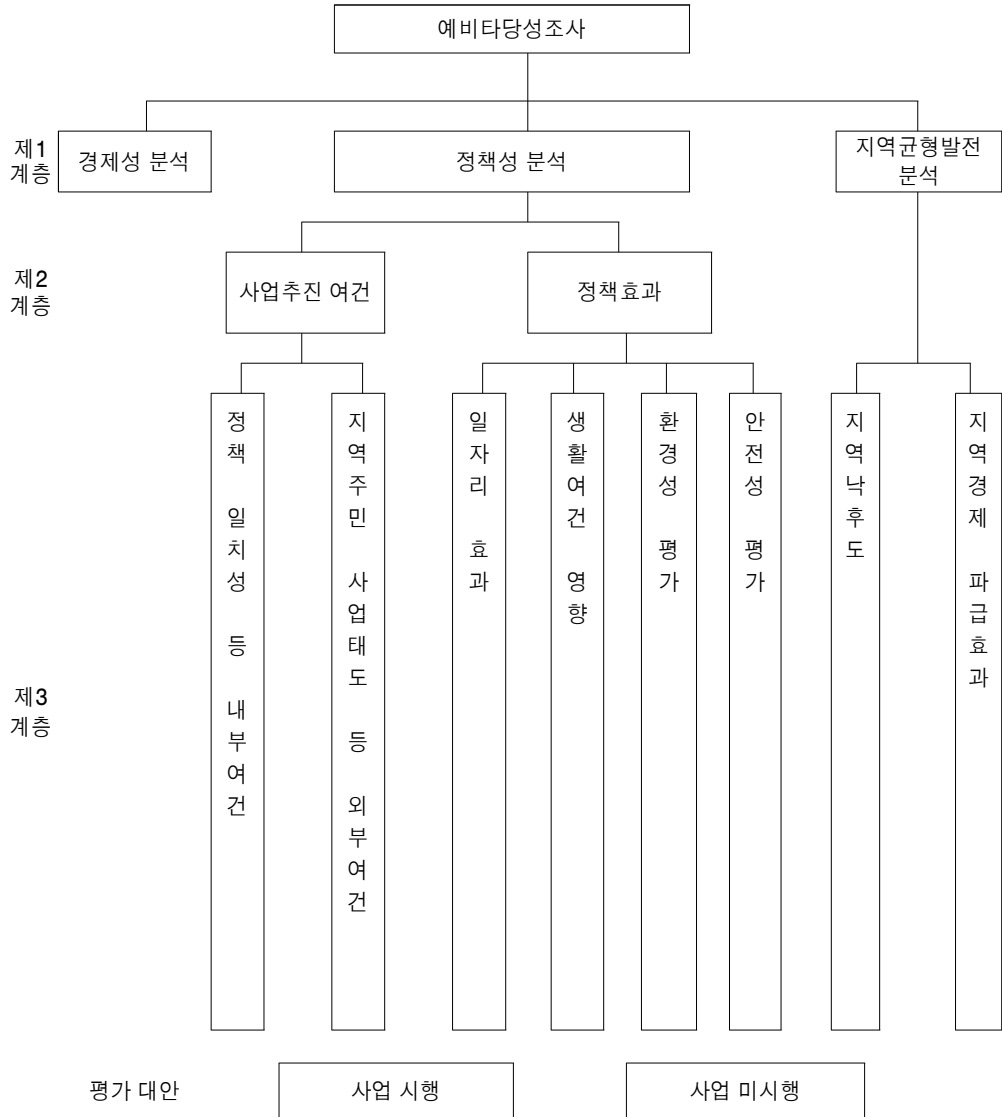 예비타당성조사
제1
계층
경제성 분석
정책성 분석
지역균형발전
분석
제2
계층
사업추진 여건
정책효과
제3
계층
정책 일치성 등 내부여건
지역주민 사업태도 등 외부여건
일자리 효과
생활여건 영향
환경성 평가
안전성 평가
지역낙후도
지역경제 파급효과
평가 대안
사업 시행
사업 미시행